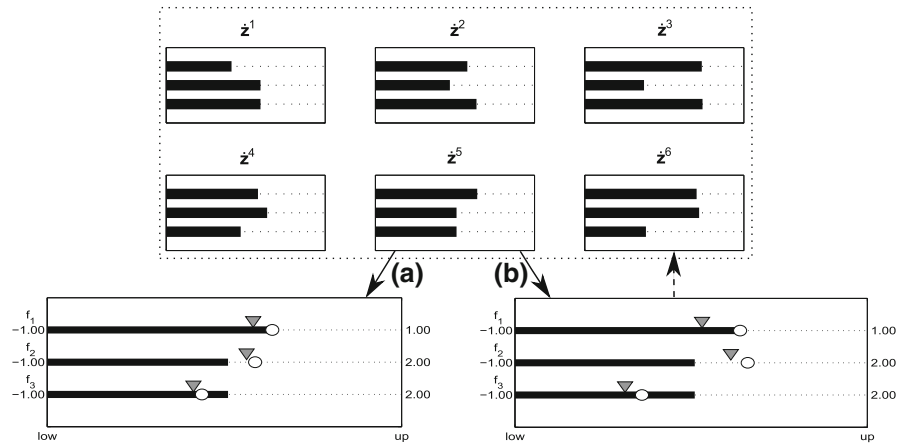 ż¹ ż² ż³
ż⁴ ż⁵ ż⁶
(a) (b)
f₁ f₁
−1.00 1.00 −1.00 1.00
f₂ f₂
−1.00 2.00 −1.00 2.00
f₃ f₃
−1.00 2.00 −1.00 2.00
low up low up